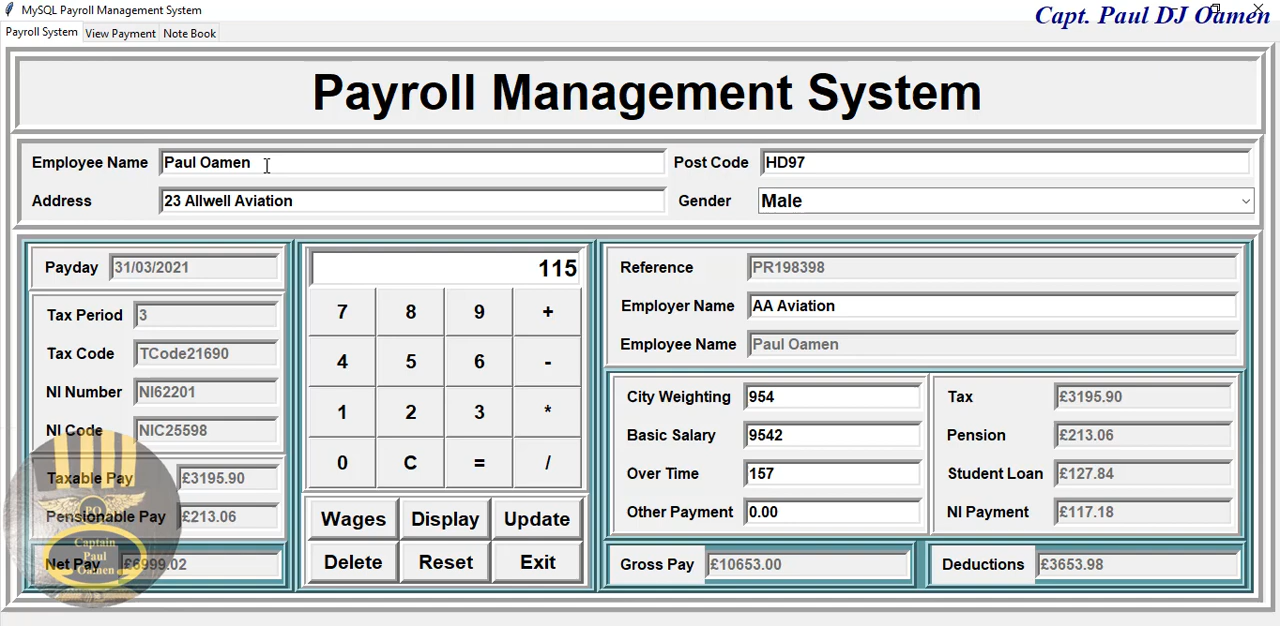 MySQL Payroll Management System
Capt. Paul DJ Oamen
Payroll System View Payment Note Book
Payroll Management System
Employee Name Paul Oamen Post Code HD97
Address 23 Allwell Aviation Gender Male
Payday 31/03/2021
Tax Period 3
Tax Code TCode21690
NI Number NI62201
NI Code NIC25598
Taxable Pay £3195.90
Pensionable Pay £213.06
Net Pay £6999.02
PO
Captain
Paul
Oamen
115
7 8 9 +
4 5 6 -
1 2 3 *
0 C = /
Wages Display Update
Delete Reset Exit
Reference PR198398
Employer Name AA Aviation
Employee Name Paul Oamen
City Weighting 954
Basic Salary 9542
Over Time 157
Other Payment 0.00
Tax £3195.90
Pension £213.06
Student Loan £127.84
NI Payment £117.18
Gross Pay £10653.00
Deductions £3653.98